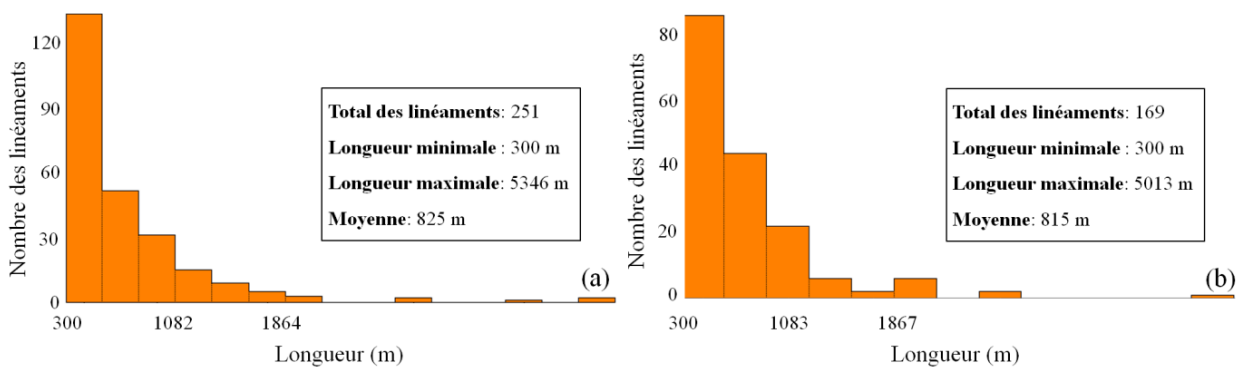 Nombre des linéaments
120
90
60
30
0
300
1082
1864
Longueur (m)
Total des linéaments: 251
Longueur minimale : 300 m
Longueur maximale: 5346 m
Moyenne: 825 m
(a)
Nombre des linéaments
80
60
40
20
0
300
1083
1867
Longueur (m)
Total des linéaments: 169
Longueur minimale : 300 m
Longueur maximale: 5013 m
Moyenne: 815 m
(b)